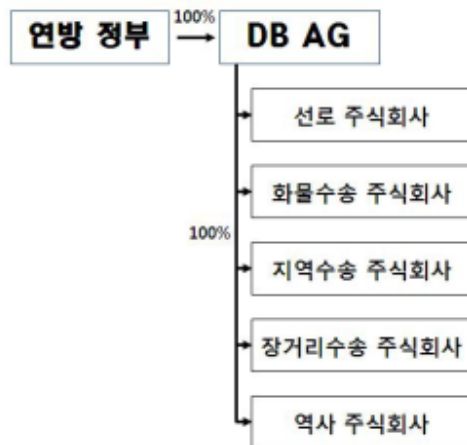 연방 정부
100%
DB AG
선로 주식회사
화물수송 주식회사
100%
지역수송 주식회사
장거리수송 주식회사
역사 주식회사